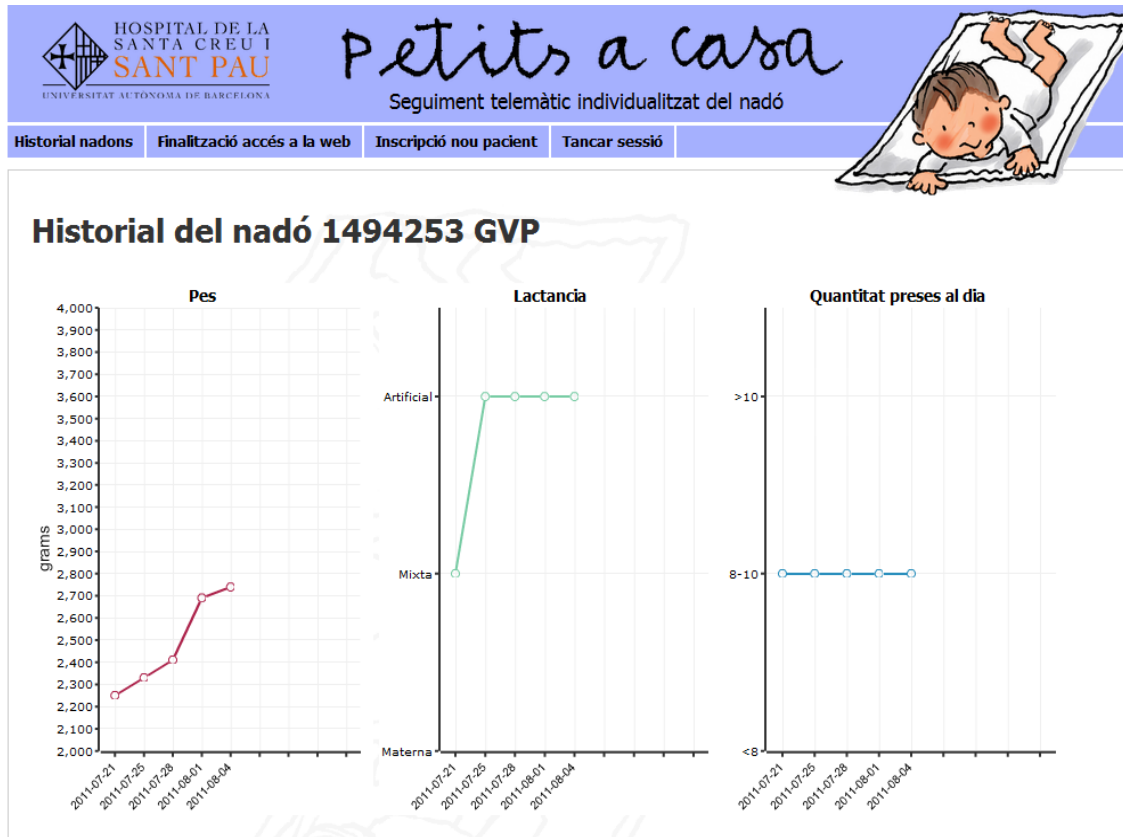 HOSPITAL DE LA
SANTA CREU I
SANT PAU
UNIVERSITAT AUTÒNOMA DE BARCELONA
Petits a casa
Seguiment telemàtic individualitzat del nadó
Historial nadons Finalització accés a la web Inscripció nou pacient Tancar sessió
Historial del nadó 1494253 GVP
Pes
grams
4,000
3,900
3,800
3,700
3,600
3,500
3,400
3,300
3,200
3,100
3,000
2,900
2,800
2,700
2,600
2,500
2,400
2,300
2,200
2,100
2,000
2011-07-21
2011-07-25
2011-07-28
2011-08-01
2011-08-04
Lactancia
Artificial
Mixta
Materna
2011-07-21
2011-07-25
2011-07-28
2011-08-01
2011-08-04
Quantitat preses al dia
>10
8-10
<8
2011-07-21
2011-07-25
2011-07-28
2011-08-01
2011-08-04